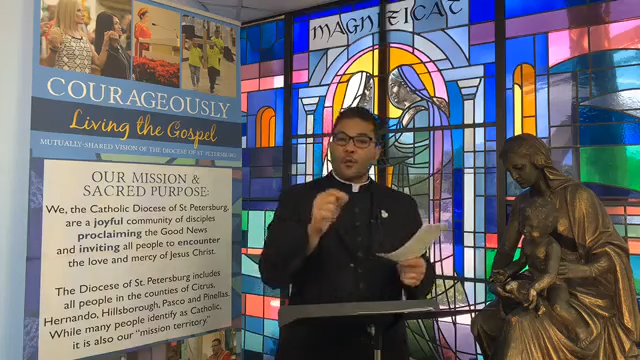 MAGNIFICAT
COURAGEOUSLY
Living the Gospel
MUTUALLY-SHARED VISION OF THE DIOCESE OF ST. PETERSBURG
OUR MISSION &
SACRED PURPOSE:
We, the Catholic Diocese of St Petersburg,
are a joyful community of disciples
proclaiming the Good News
and inviting all people to encounter
the love and mercy of Jesus Christ.
The Diocese of St. Petersburg includes
all people in the counties of Citrus,
Hernando, Hillsborough, Pasco and Pinellas.
While many people identify as Catholic,
it is also our “mission territory.”